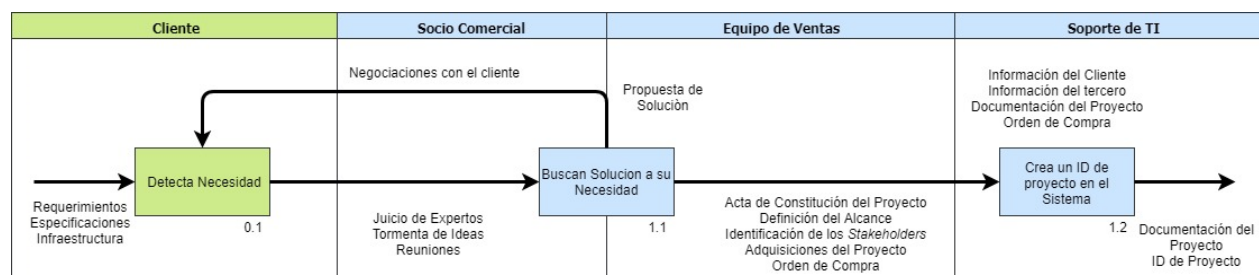 Cliente
Socio Comercial
Equipo de Ventas
Soporte de TI
Negociaciones con el cliente
Propuesta de
Soluciòn
Información del Cliente
Información del tercero
Documentación del Proyecto
Orden de Compra
Detecta Necesidad
Buscan Solucion a su
Necesidad
Crea un ID de
proyecto en el
Sistema
Requerimientos
Especificaciones
Infraestructura
0.1
Juicio de Expertos
Tormenta de Ideas
Reuniones
1.1
Acta de Constitución del Proyecto
Definición del Alcance
Identificación de los Stakeholders
Adquisiciones del Proyecto
Orden de Compra
1.2
Documentación del
Proyecto
ID de Proyecto